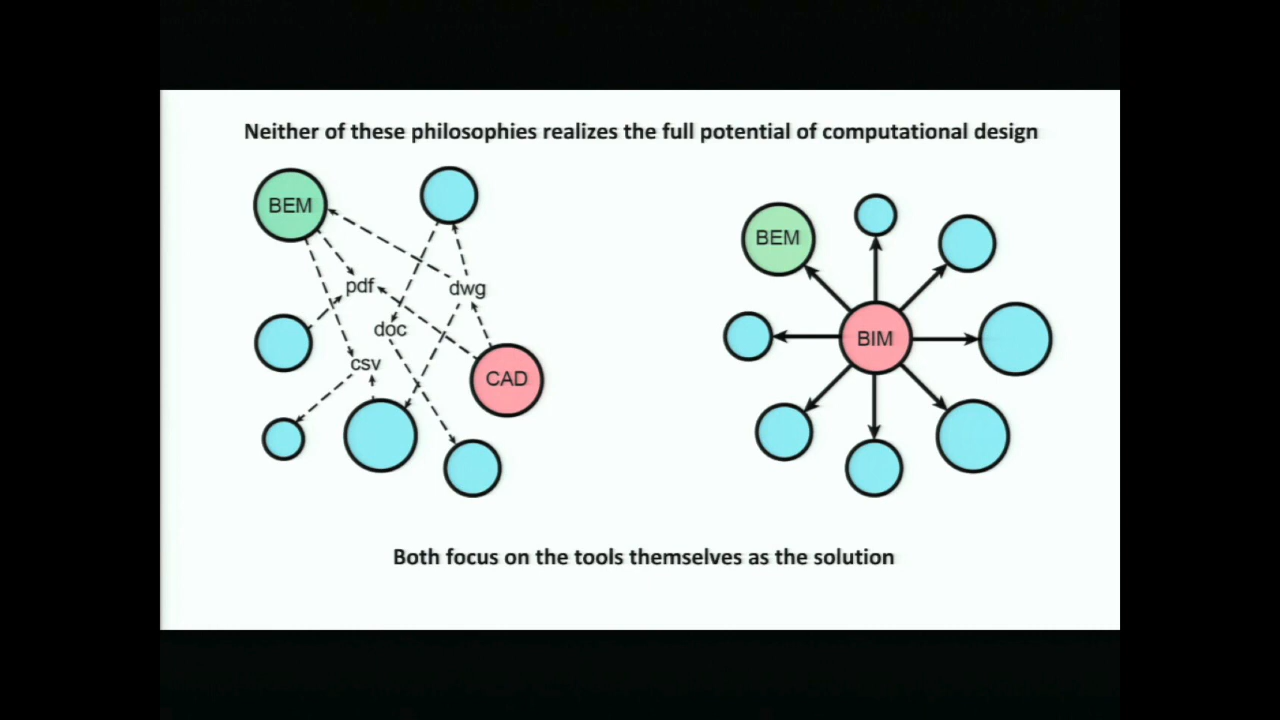 Neither of these philosophies realizes the full potential of computational design
BEM
pdf
dwg
doc
csv
CAD
BEM
BIM
Both focus on the tools themselves as the solution